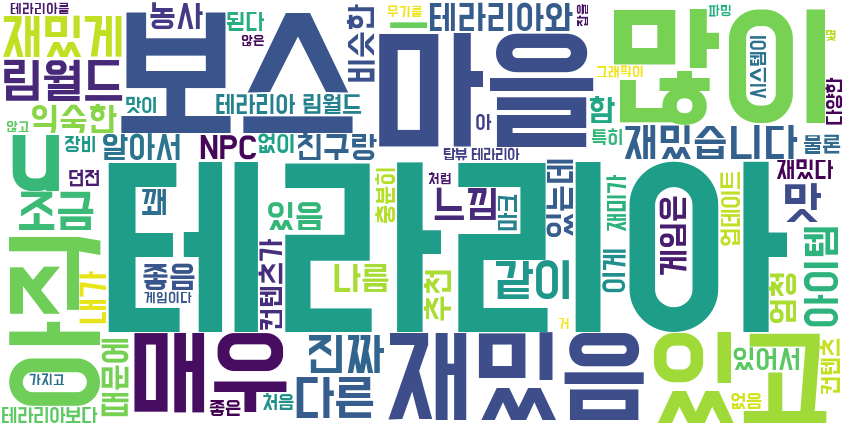 테라리아를
재밌게
농사
된다
않은
보스
비슷한
무기를
테라리아와
참을
많이
파밍
몇
림월드
맛이
테라리아 림월드
마을
그래픽이
시스템이
다양한
않고
익숙한
장비
알아서
NPC
없이
친구랑
아
함
특히
재밌습니다
물론
탑뷰 테라리아
재밌다
던전
조금
꽤
테라리아
있음
충분히
처럼
느낌
마크
있는데
재미가
게임은
업데이트
맛
아직
내가
좋음
게임이다
컨텐츠가
나름
추천
같이
이게
엄청
아이템
거
너
때문에
매우
진짜
다른
재밌음
있고
있어서
컨텐츠
가지고
좋은
처음
없음
테라리아보다